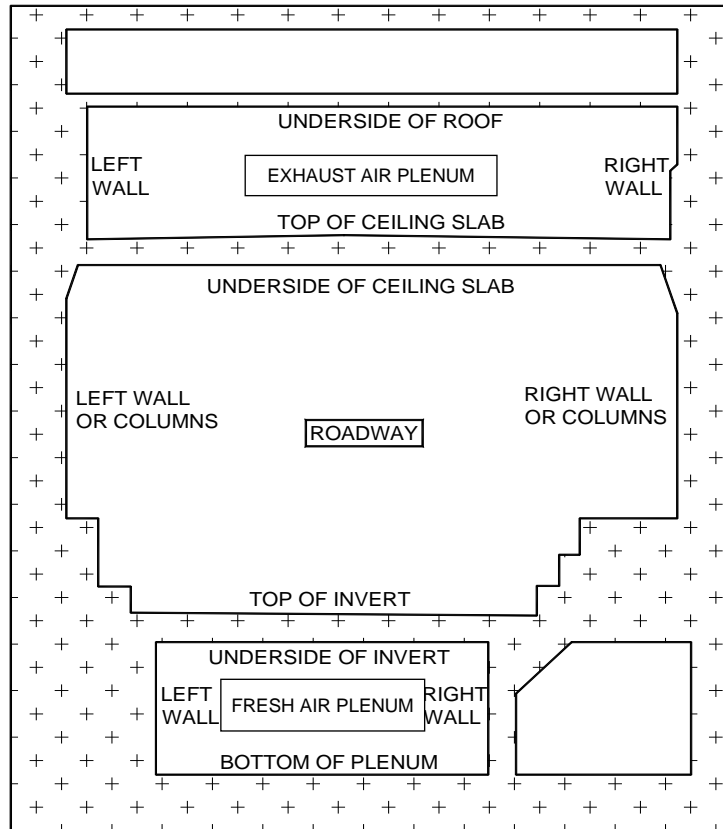 UNDERSIDE OF ROOF
LEFT
WALL
EXHAUST AIR PLENUM
RIGHT
WALL
TOP OF CEILING SLAB
UNDERSIDE OF CEILING SLAB
LEFT WALL
OR COLUMNS
RIGHT WALL
OR COLUMNS
ROADWAY
TOP OF INVERT
UNDERSIDE OF INVERT
LEFT
WALL
FRESH AIR PLENUM
RIGHT
WALL
BOTTOM OF PLENUM